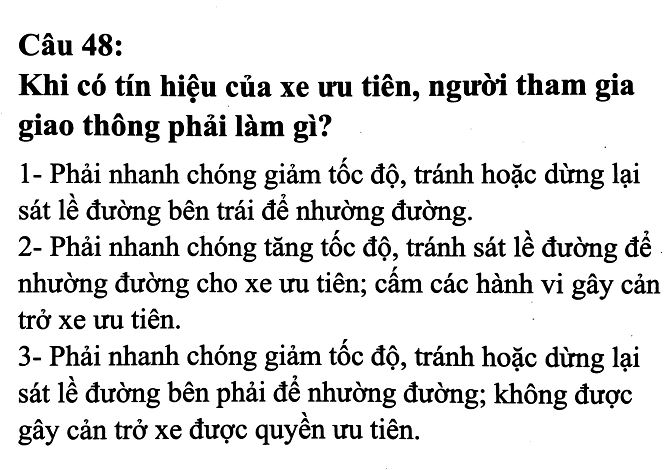 Câu 48:
Khi có tín hiệu của xe ưu tiên, người tham gia
giao thông phải làm gì?
1- Phải nhanh chóng giảm tốc độ, tránh hoặc dừng lại
sát lề đường bên trái để nhường đường.
2- Phải nhanh chóng tăng tốc độ, tránh sát lề đường để
nhường đường cho xe ưu tiên; cấm các hành vi gây cản
trở xe ưu tiên.
3- Phải nhanh chóng giảm tốc độ, tránh hoặc dừng lại
sát lề đường bên phải để nhường đường; không được
gây cản trở xe được quyền ưu tiên.